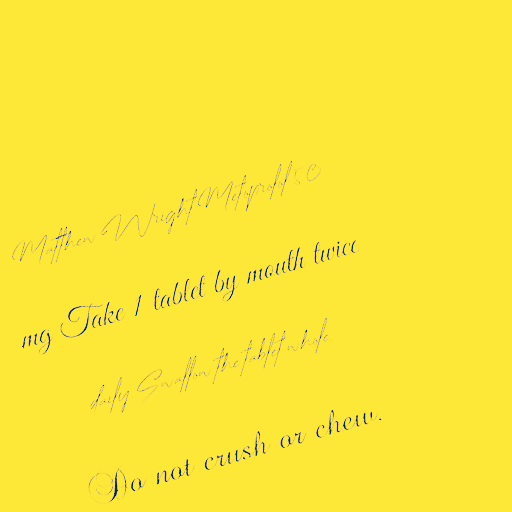 Matthew Wright
mg Take 1 tablet by mouth twice
daily Swallow the tablet whole
Do not crush or chew.